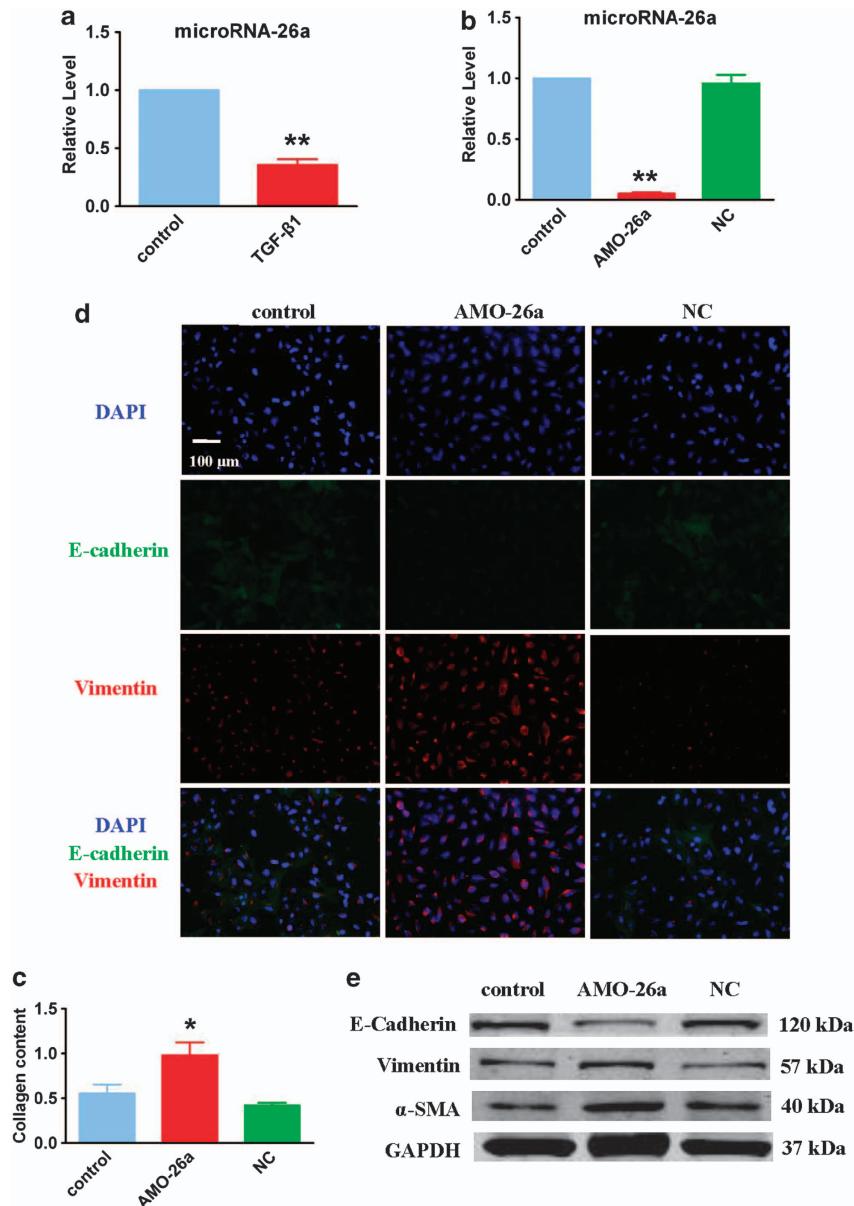 a
microRNA-26a
Relative Level
1.5
1.0
0.5
0.0
**
control
TGF-β1
b
microRNA-26a
Relative Level
1.5
1.0
0.5
0.0
**
control
AMO-26a
NC
d
control AMO-26a NC
DAPI
100 μm
E-cadherin
Vimentin
DAPI
E-cadherin
Vimentin
c
Collagen content
1.5
1.0
0.5
0.0
*
control
AMO-26a
NC
e
control AMO-26a NC
E-Cadherin 120 kDa
Vimentin 57 kDa
α-SMA 40 kDa
GAPDH 37 kDa